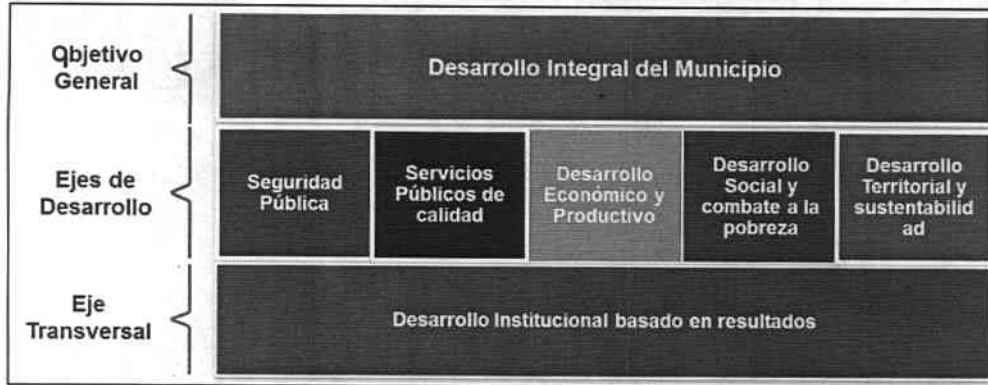 Objetivo
General
Desarrollo Integral del Municipio
Ejes de
Desarrollo
Seguridad
Pública
Servicios
Públicos de
calidad
Desarrollo
Económico y
Productivo
Desarrollo
Social y
combate a la
pobreza
Desarrollo
Territorial y
sustentabilid
ad
Eje
Transversal
Desarrollo Institucional basado en resultados